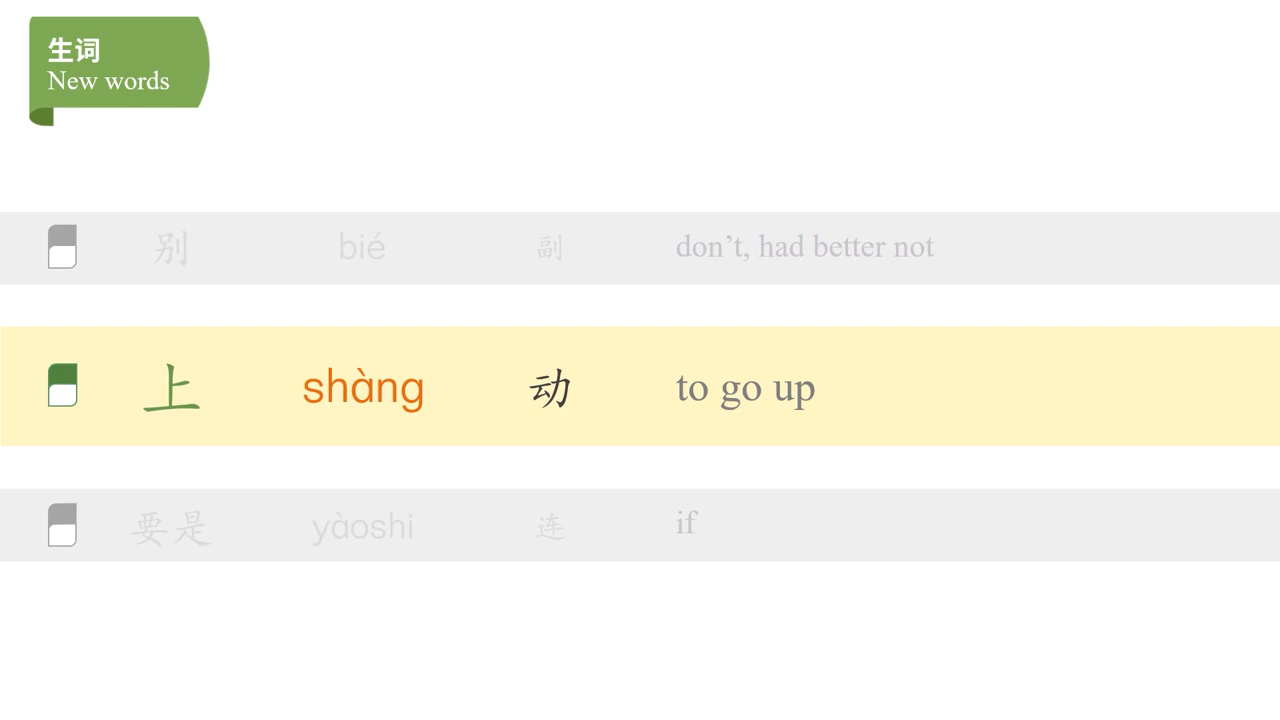 生词
New words
别 bié 副 don't, had better not
上 shàng 动 to go up
要是 yàoshi 连 if